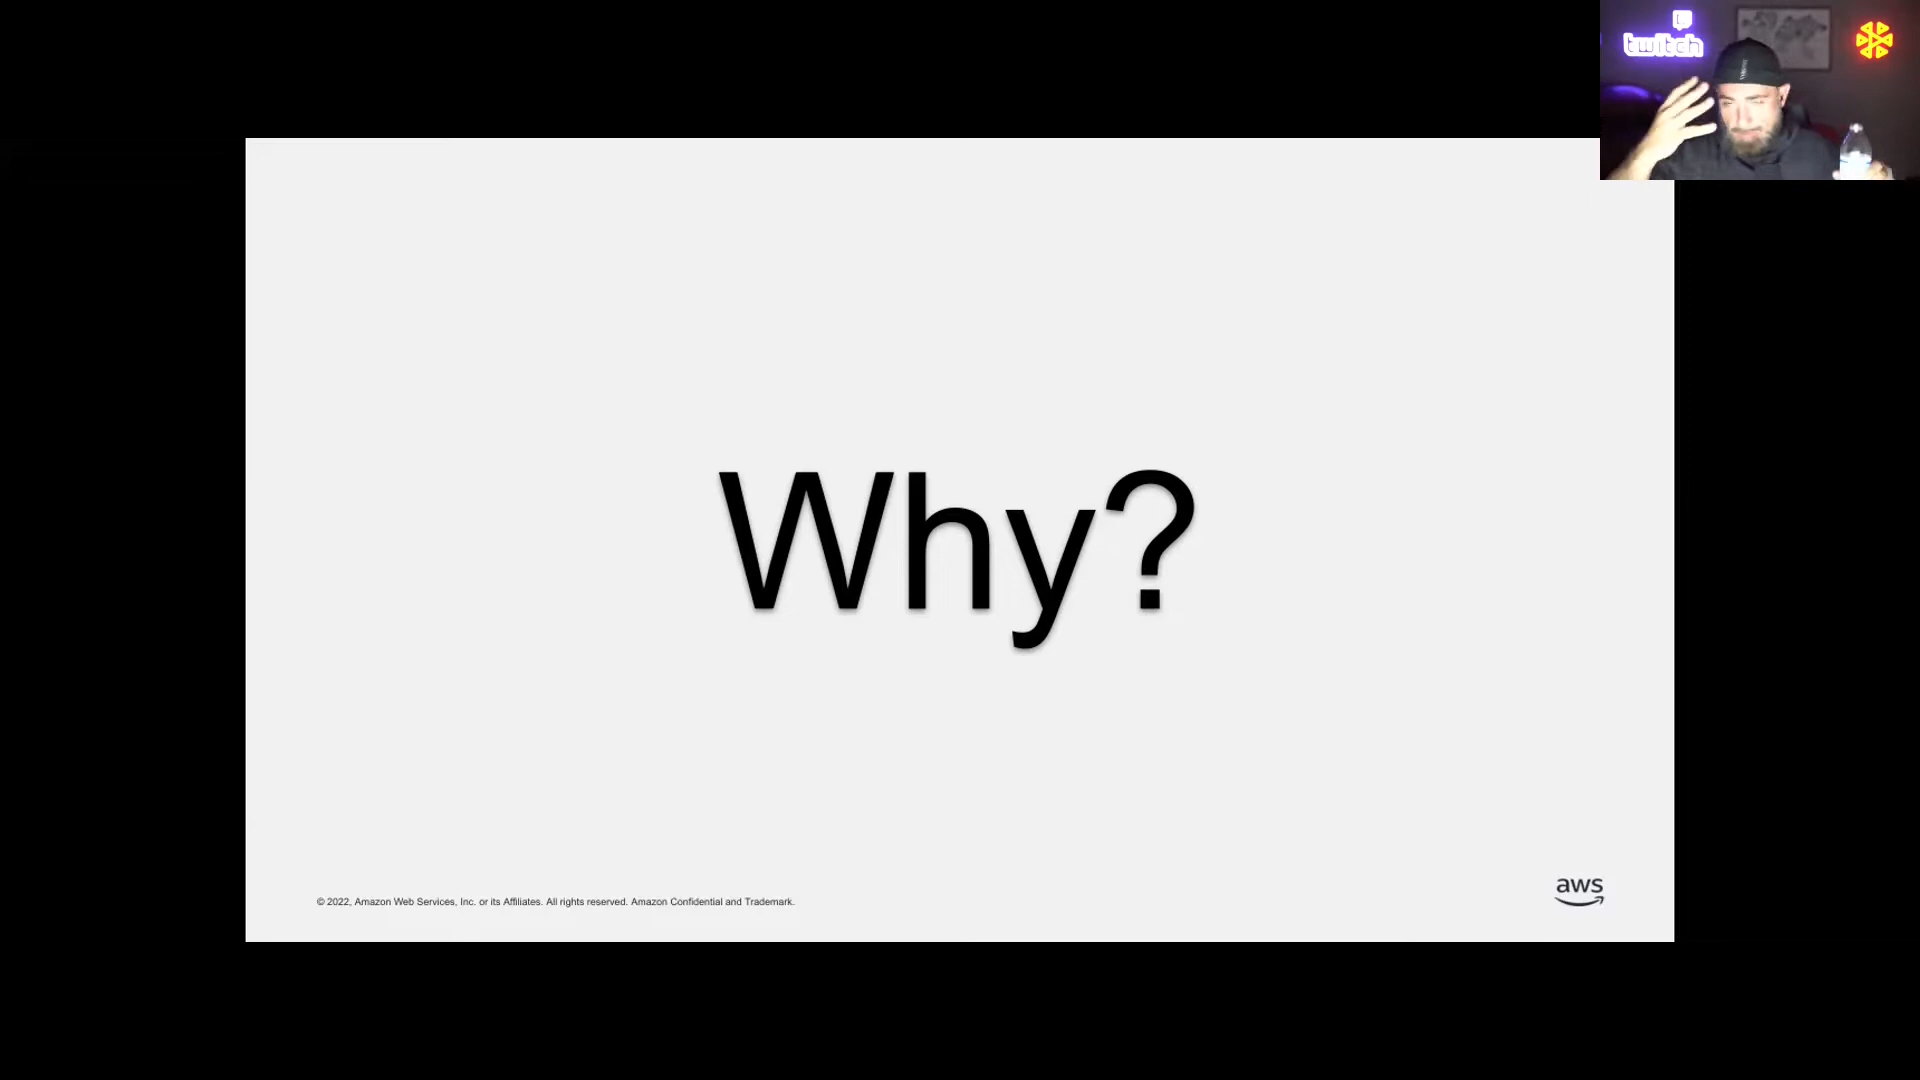 twitch
Why?
© 2022, Amazon Web Services, Inc. or its Affiliates. All rights reserved. Amazon Confidential and Trademark.
aws